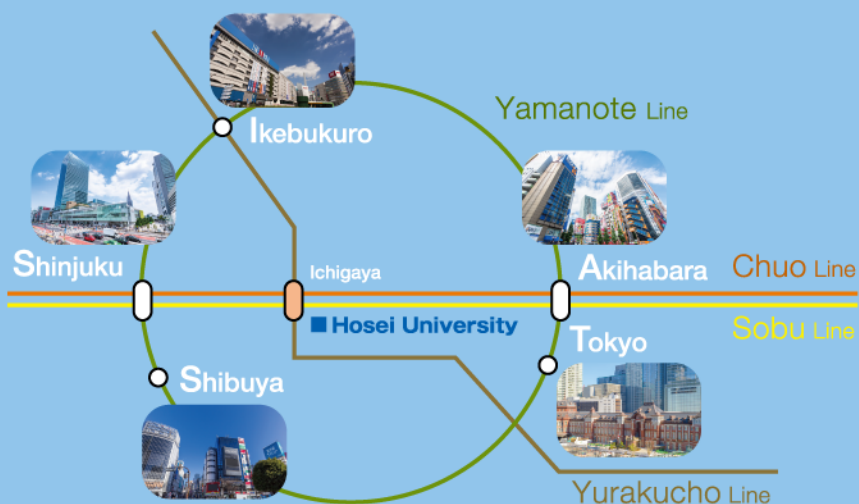 Yamanote Line
Ikebukuro
Shinjuku
Ichigaya
Akihabara
Chuo Line
■ Hosei University
Sobu Line
Tokyo
Shibuya
Yurakucho Line